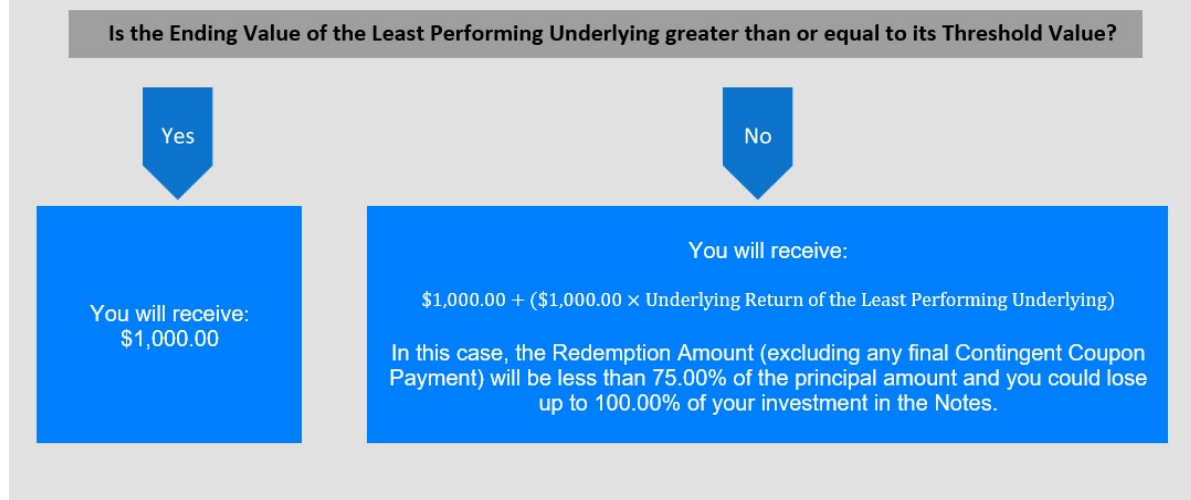 Is the Ending Value of the Least Performing Underlying greater than or equal to its Threshold Value?
Yes
No
You will receive:
$1,000.00
You will receive:
$1,000.00 + ($1,000.00 × Underlying Return of the Least Performing Underlying)
In this case, the Redemption Amount (excluding any final Contingent Coupon
Payment) will be less than 75.00% of the principal amount and you could lose
up to 100.00% of your investment in the Notes.